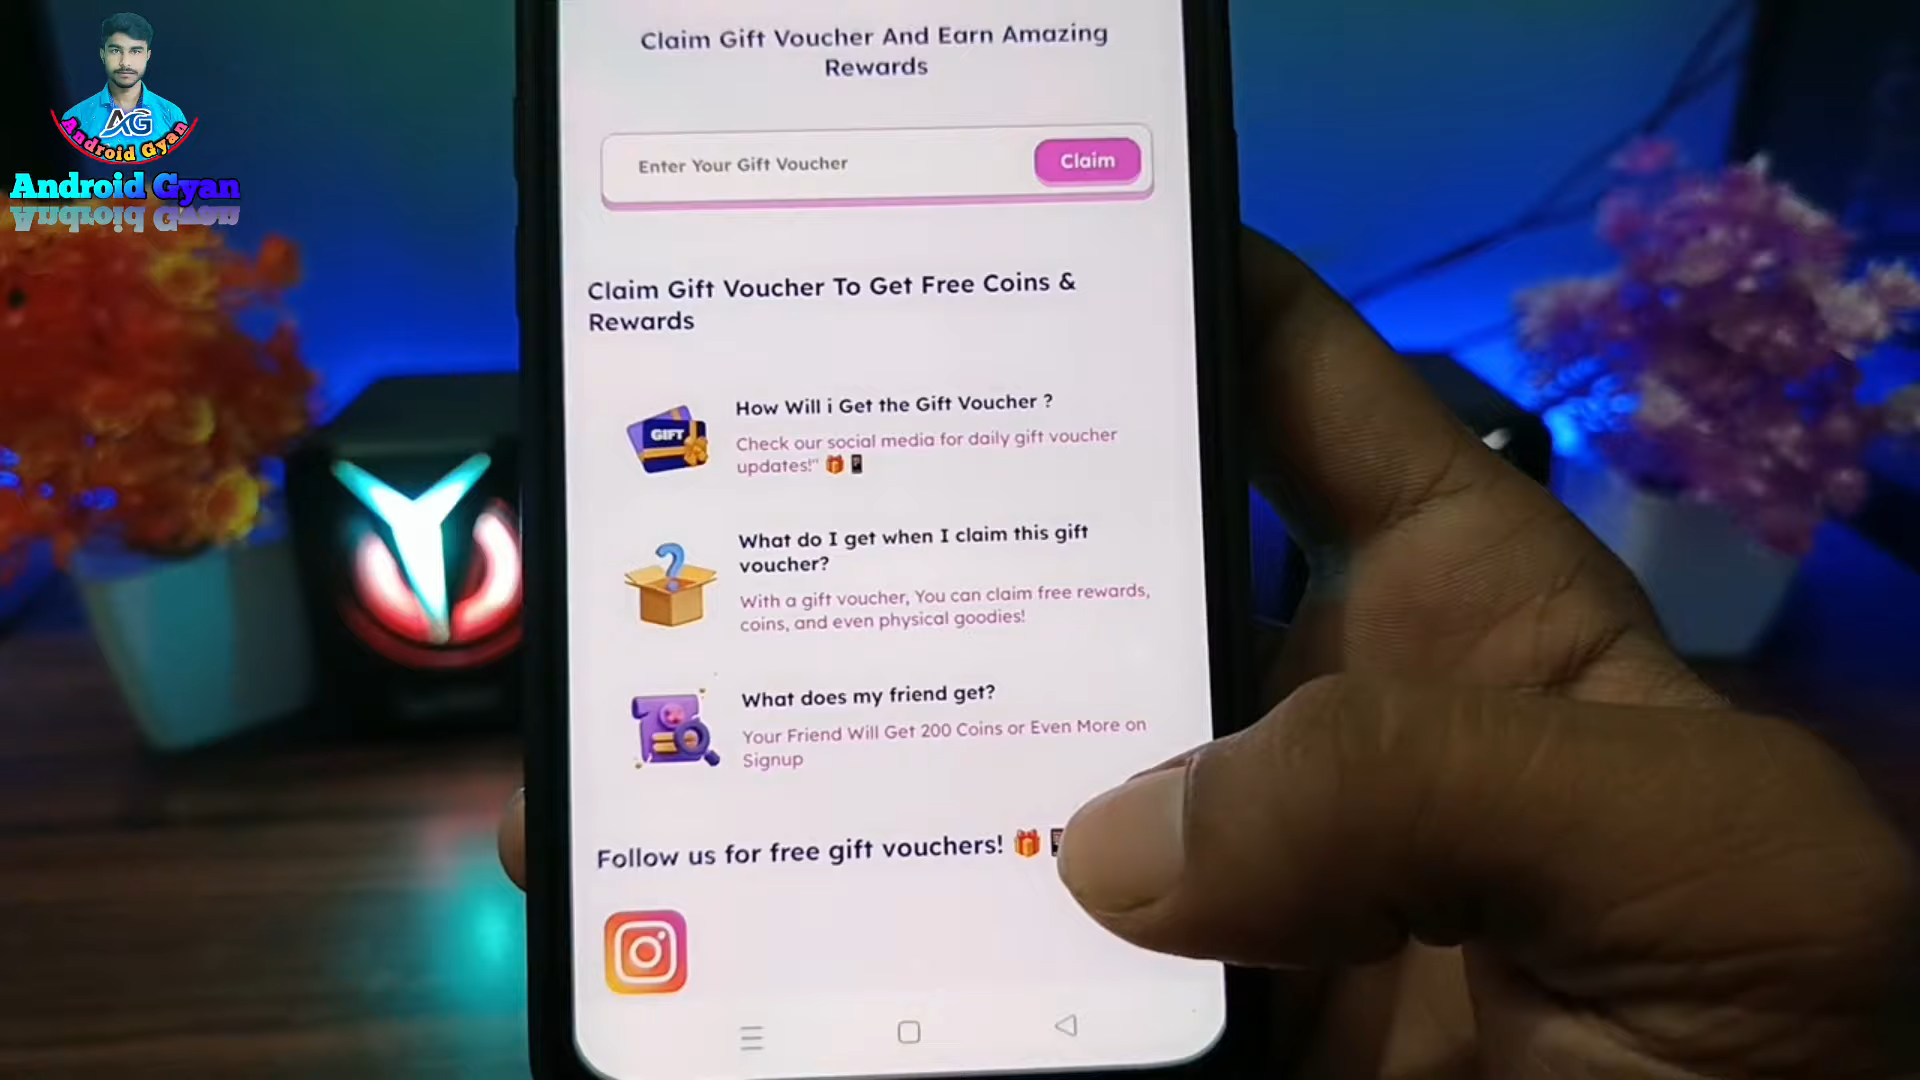 AG
Android Gyan
Android Gyan
Claim Gift Voucher And Earn Amazing
Rewards
Enter Your Gift Voucher
Claim
Claim Gift Voucher To Get Free Coins &
Rewards
GIFT
How Will i Get the Gift Voucher ?
Check our social media for daily gift voucher
updates!" 🎁📱
What do I get when I claim this gift
voucher?
With a gift voucher, You can claim free rewards,
coins, and even physical goodies!
What does my friend get?
Your Friend Will Get 200 Coins or Even More on
Signup
Follow us for free gift vouchers! 🎁